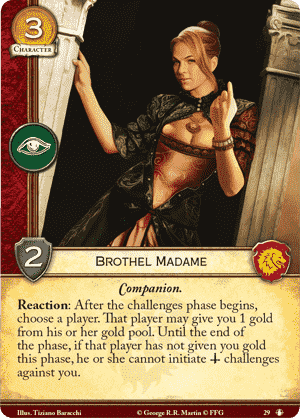 3
CHARACTER
2
BROTHEL MADAME
Companion.
Reaction: After the challenges phase begins,
choose a player. That player may give you 1 gold
from his or her gold pool. Until the end of
the phase, if that player has not given you gold
this phase, he or she cannot initiate challenges
against you.
Illus. Tiziano Baracchi © George R.R. Martin © FFG 29